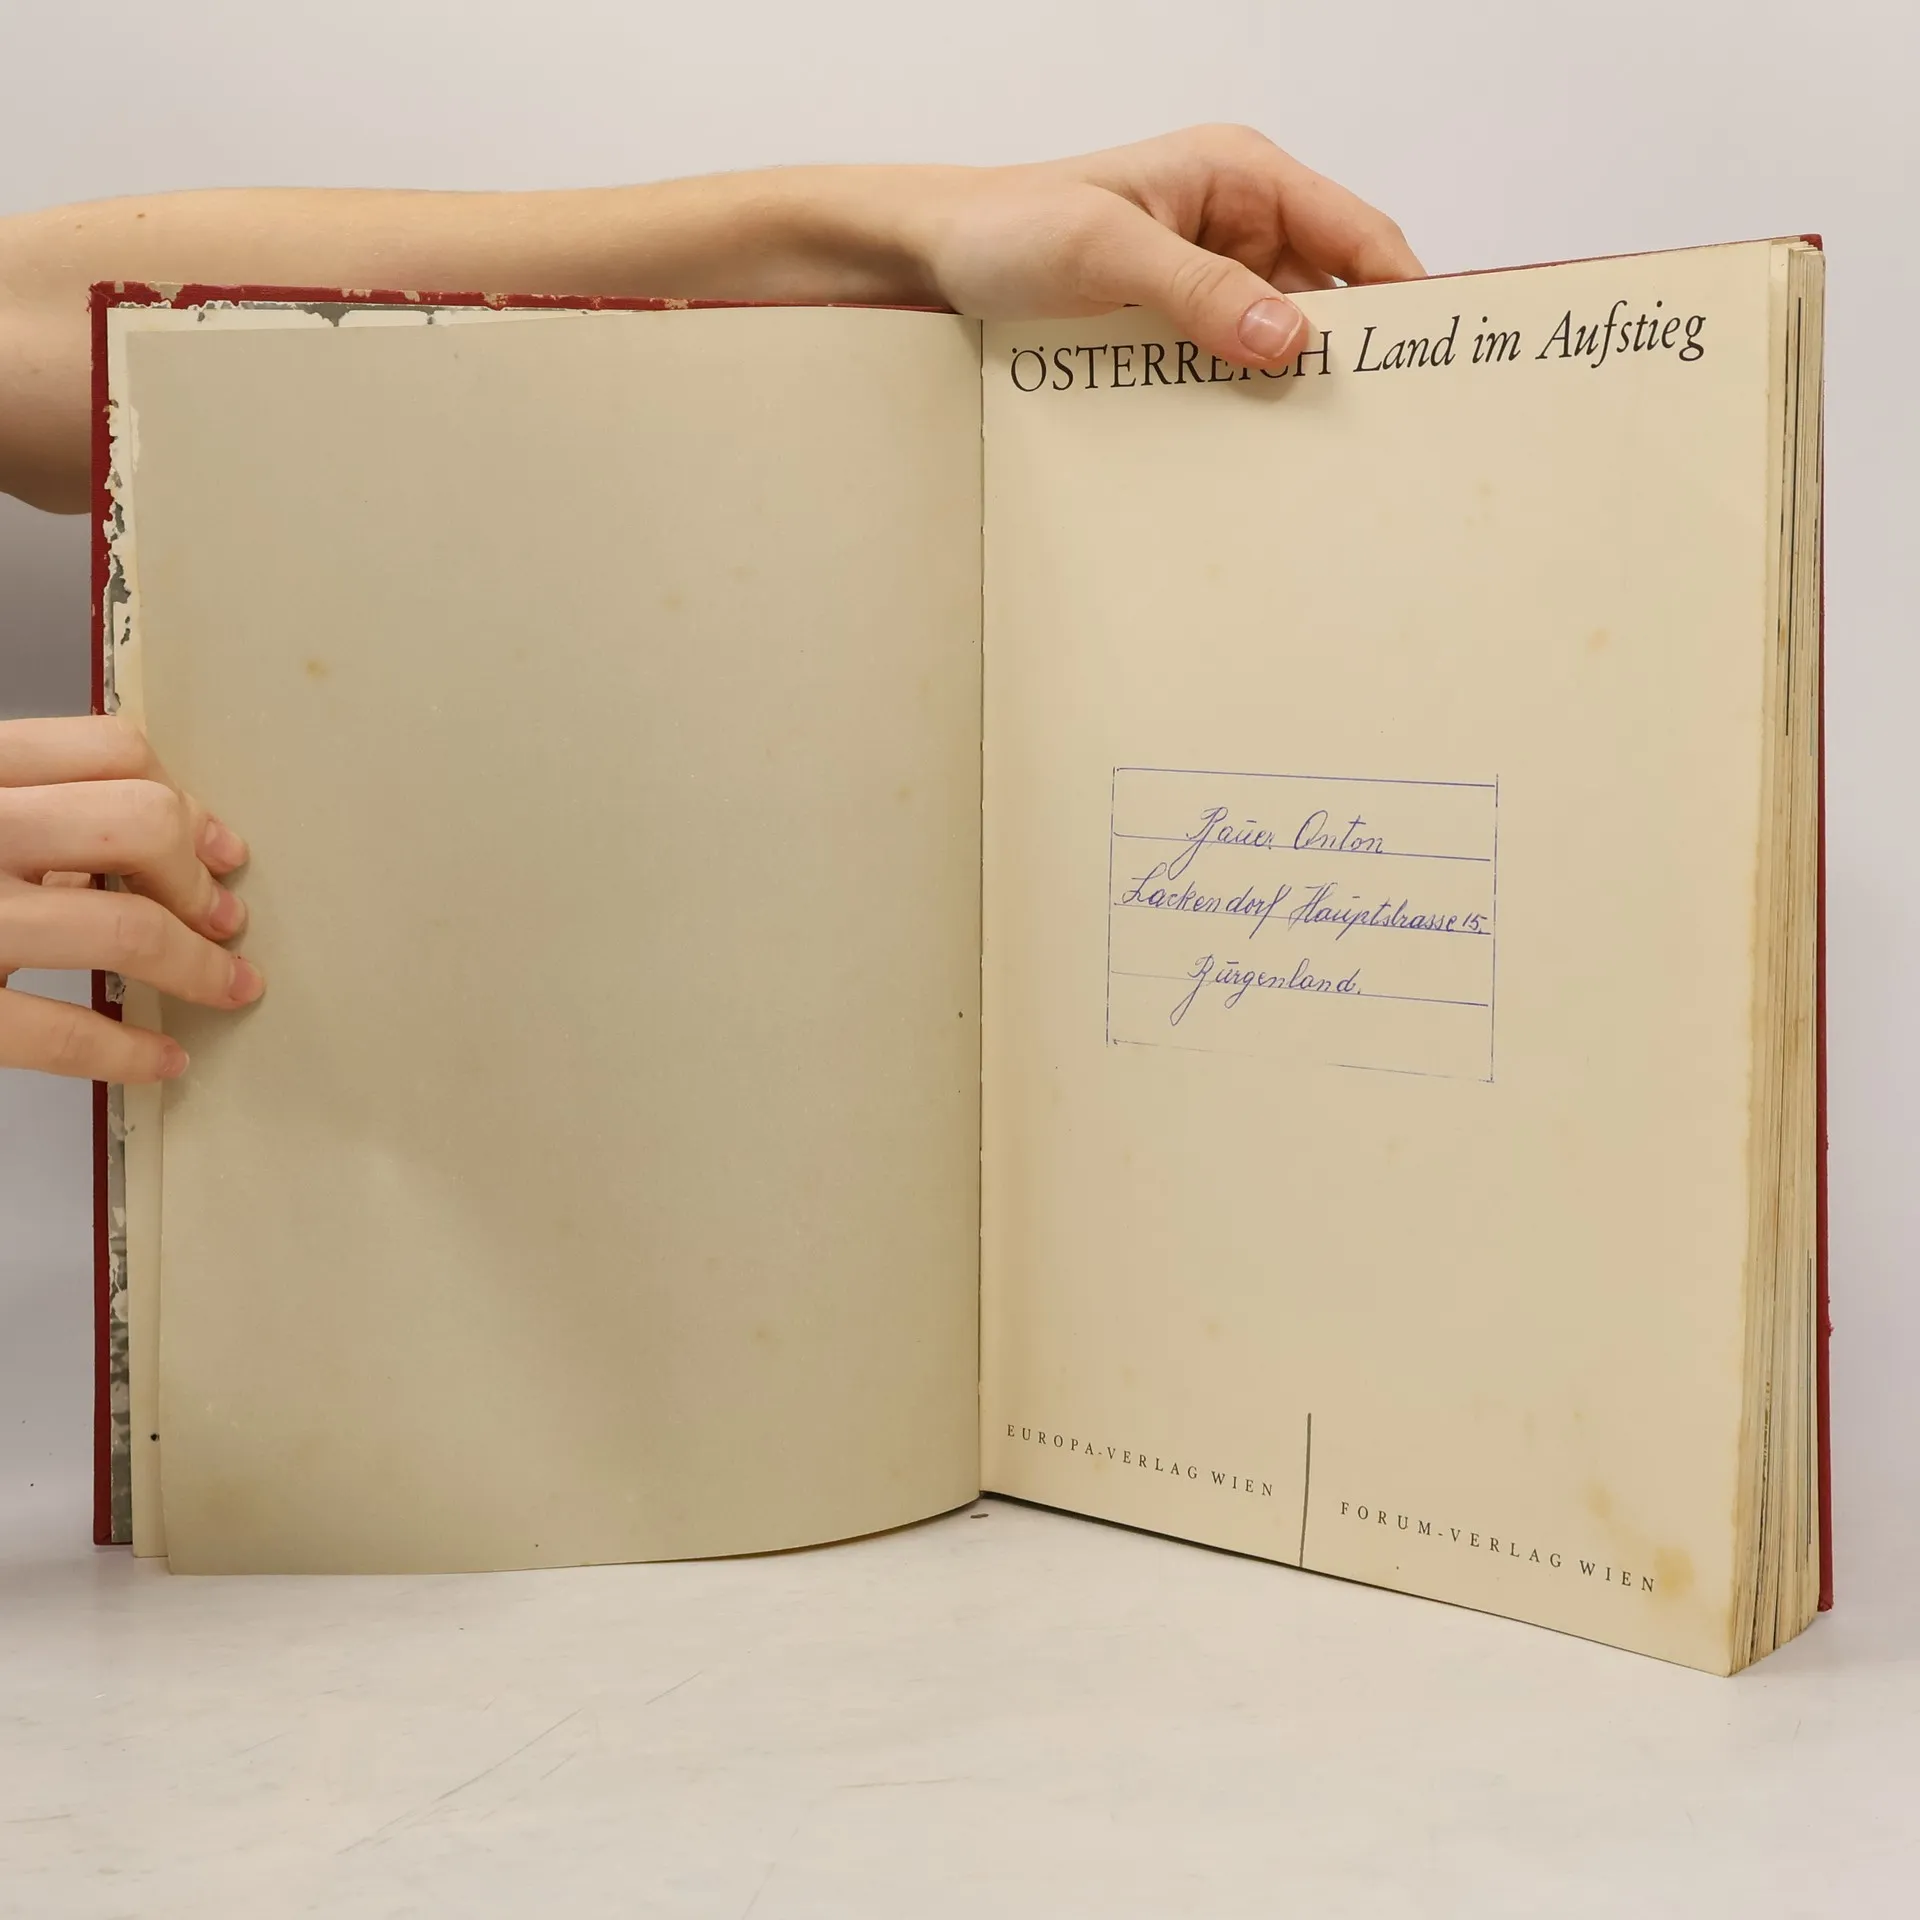 ÖSTERREICH Land im Aufstieg
Bauer Anton
Lackendorf Hauptstrasse 15.
Burgenland.
EUROPA-VERLAG WIEN
FORUM-VERLAG WIEN